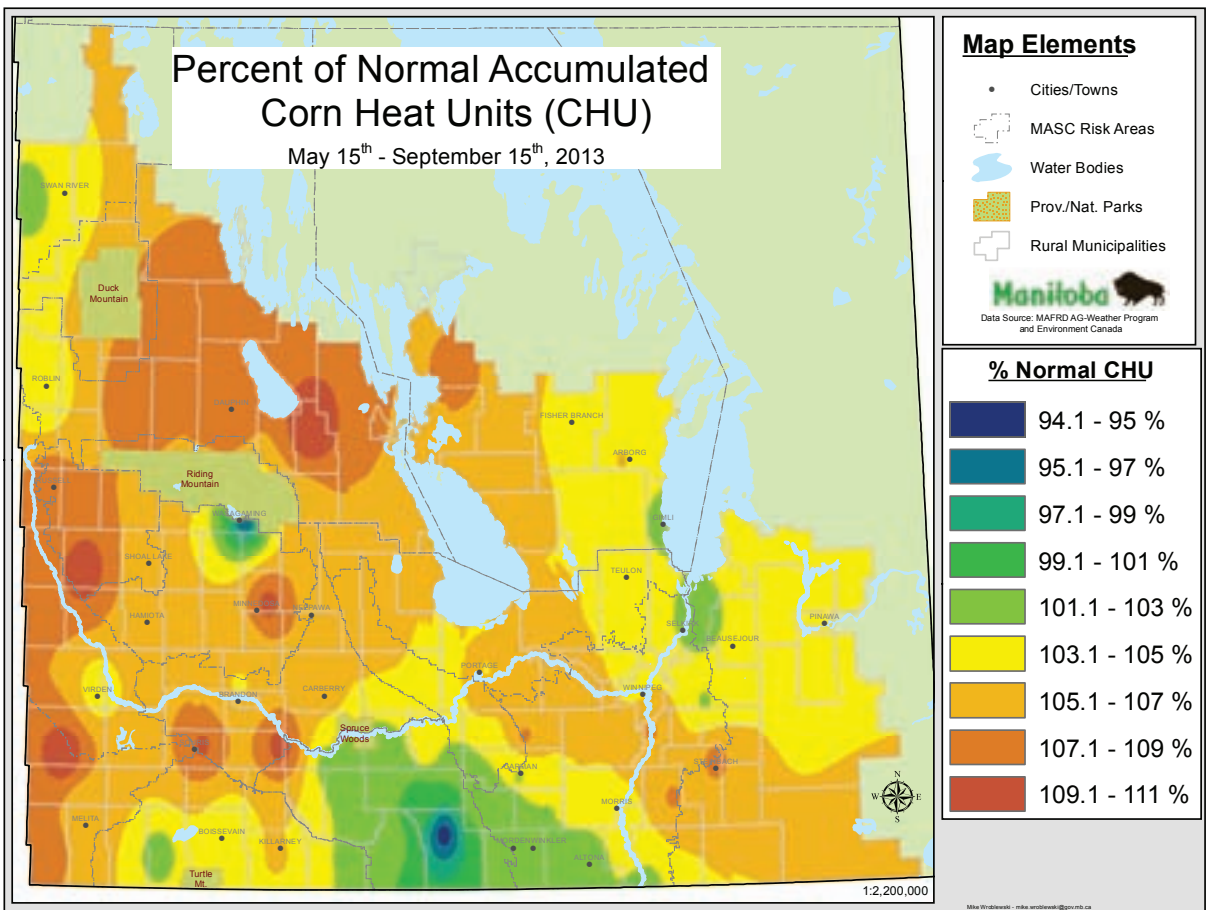 Percent of Normal Accumulated
Corn Heat Units (CHU)
May 15th - September 15th, 2013
SWAN RIVER
Duck
Mountain
ROBLIN
DAUPHIN
FISHER BRANCH
ARBORG
Riding
Mountain
RUSSELL
WASAGAMING
GIMLI
SHOAL LAKE
TEULON
MINNEDOSA
NEEPAWA
HAMIOTA
SELKIRK
PINAWA
BEAUSEJOUR
PORTAGE
VIRDEN
BRANDON
CARBERRY
WINNIPEG
Spruce
Woods
CARMAN
STEINBACH
MORRIS
MELITA
BOISSEVAIN
KILLARNEY
MORDEN
WINKLER
ALTONA
Turtle
Mt.
N
W
E
S
1:2,200,000
Map Elements
Cities/Towns
MASC Risk Areas
Water Bodies
Prov./Nat. Parks
Rural Municipalities
Manitoba
Data Source: MAFRD AG-Weather Program
and Environment Canada
% Normal CHU
94.1 - 95 %
95.1 - 97 %
97.1 - 99 %
99.1 - 101 %
101.1 - 103 %
103.1 - 105 %
105.1 - 107 %
107.1 - 109 %
109.1 - 111 %
Mike Wroblewski - mike.wroblewski@gov.mb.ca